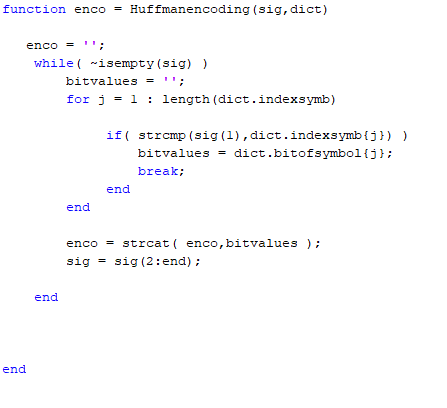 function enco = Huffmanencoding(sig,dict)
enco = '';
while( ~isempty(sig) )
bitvalues = '';
for j = 1 : length(dict.indexsymb)
if( strcmp(sig(1),dict.indexsymb{j}) )
bitvalues = dict.bitofsymbol{j};
break;
end
end
enco = strcat( enco,bitvalues );
sig = sig(2:end);
end
end